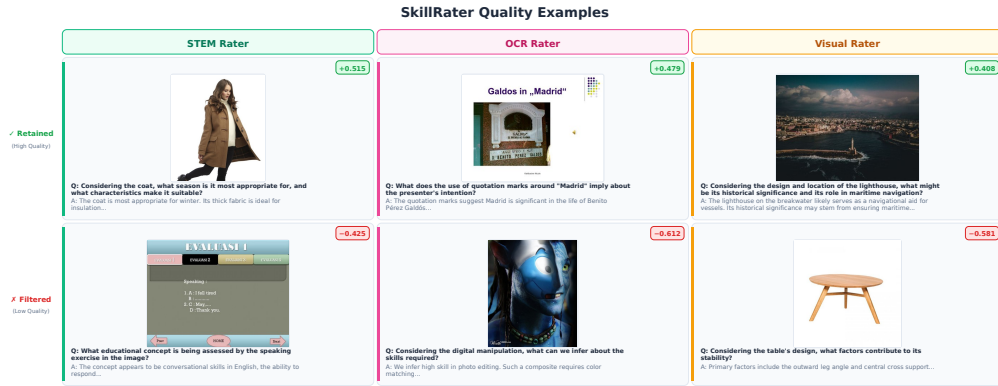 SkillRater Quality Examples
STEM Rater
OCR Rater
Visual Rater
✓ Retained
(High Quality)
+0.515
Q: Considering the coat, what season is it most appropriate for, and
what characteristics make it suitable?
A: The coat is most appropriate for winter. Its thick fabric is ideal for
insulation...
+0.479
Galdos in „Madrid“
Q: What does the use of quotation marks around "Madrid" imply about
the presenter's intention?
A: The quotation marks suggest Madrid is significant in the life of Benito
Pérez Galdós...
+0.408
Q: Considering the design and location of the lighthouse, what might
be its historical significance and its role in maritime navigation?
A: The lighthouse on the breakwater likely serves as a navigational aid for
vessels. Its historical significance may stem from ensuring maritime...
✗ Filtered
(Low Quality)
−0.425
EVALUASI 1
Speaking :
1. A : I fell tired
B : ............
2. C : May.....
D : Thank you.
HOME
Q: What educational concept is being assessed by the speaking
exercise in the image?
A: The concept appears to be conversational skills in English, the ability to
respond...
−0.612
Q: Considering the digital manipulation, what can we infer about the
skills required?
A: We infer high skill in photo editing. Such a composite requires color
matching...
−0.581
Q: Considering the table's design, what factors contribute to its
stability?
A: Primary factors include the outward leg angle and central cross support...